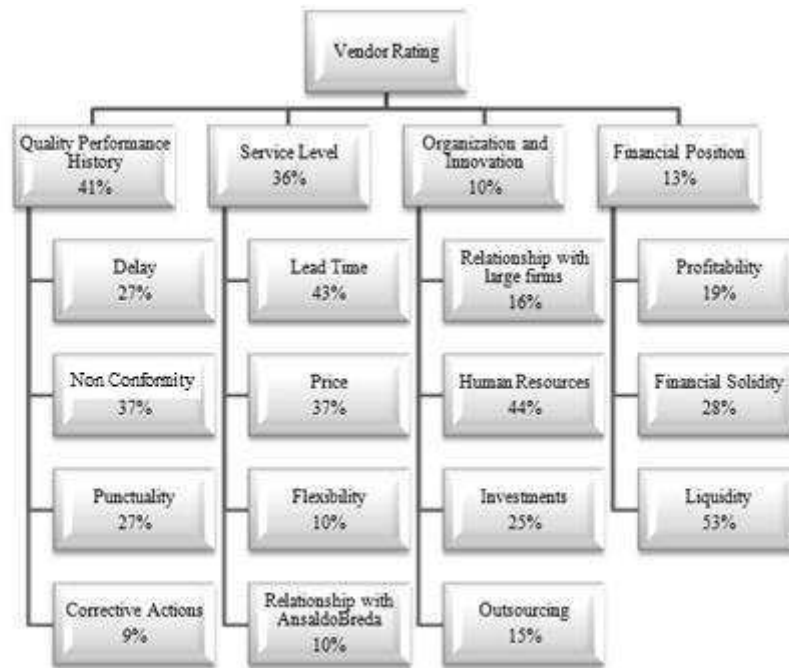 Vendor Rating
Quality Performance
History
41%
Service Level
36%
Organization and
Innovation
10%
Financial Position
13%
Delay
27%
Lead Time
43%
Relationship with
large firms
16%
Profitability
19%
Non Conformity
37%
Price
37%
Human Resources
44%
Financial Solidity
28%
Punctuality
27%
Flexibility
10%
Investments
25%
Liquidity
53%
Corrective Actions
9%
Relationship with
AnsaldoBreda
10%
Outsourcing
15%